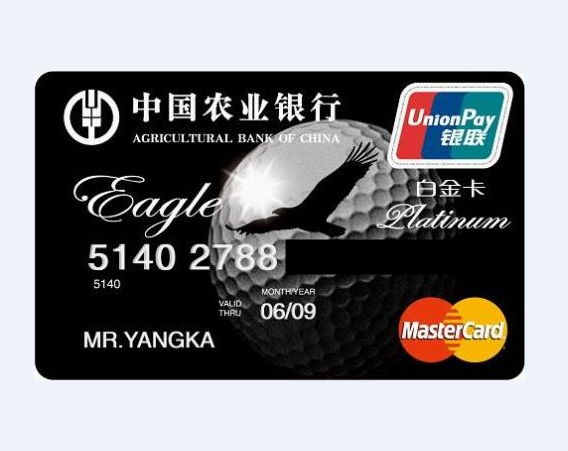 中国农业银行
AGRICULTURAL BANK OF CHINA
UnionPay
银联
Eagle
白金卡
Platinum
5140 2788
5140
MONTH/YEAR
VALID
THRU
06/09
MR.YANGKA
MasterCard